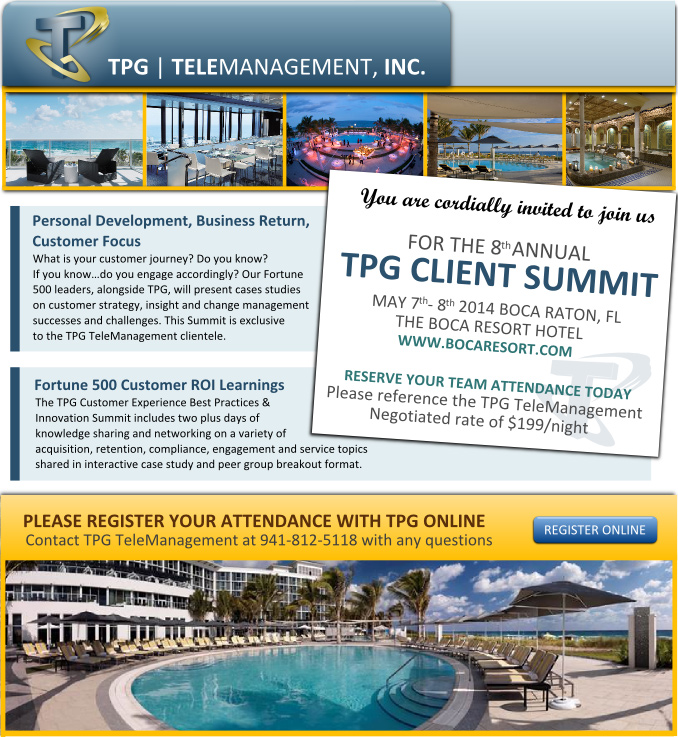 TPG | TELEMANAGEMENT, INC.
You are cordially invited to join us
FOR THE 8th ANNUAL
TPG CLIENT SUMMIT
MAY 7th- 8th 2014 BOCA RATON, FL
THE BOCA RESORT HOTEL
WWW.BOCARESORT.COM
RESERVE YOUR TEAM ATTENDANCE TODAY
Please reference the TPG TeleManagement
Negotiated rate of $199/night
Personal Development, Business Return,
Customer Focus
What is your customer journey? Do you know?
If you know...do you engage accordingly? Our Fortune
500 leaders, alongside TPG, will present cases studies
on customer strategy, insight and change management
successes and challenges. This Summit is exclusive
to the TPG TeleManagement clientele.
Fortune 500 Customer ROI Learnings
The TPG Customer Experience Best Practices &
Innovation Summit includes two plus days of
knowledge sharing and networking on a variety of
acquisition, retention, compliance, engagement and service topics
shared in interactive case study and peer group breakout format.
PLEASE REGISTER YOUR ATTENDANCE WITH TPG ONLINE
Contact TPG TeleManagement at 941-812-5118 with any questions
REGISTER ONLINE